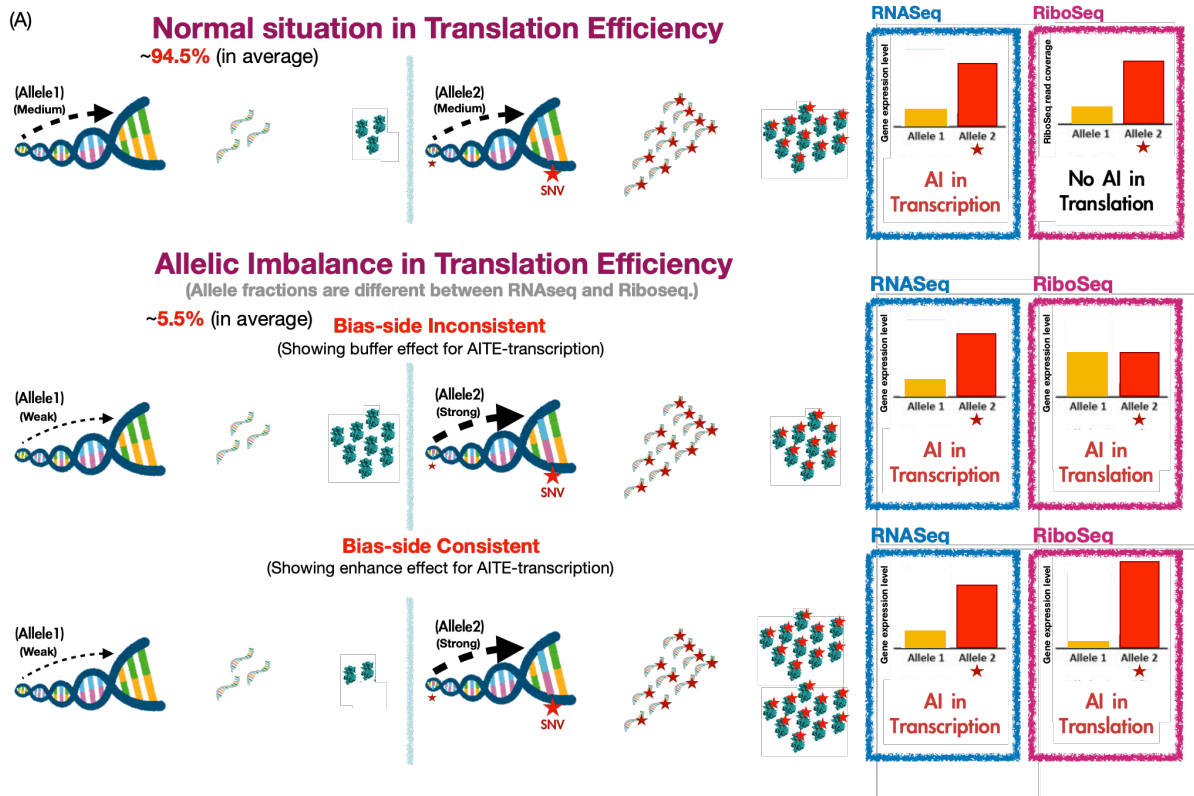 (A)
Normal situation in Translation Efficiency
~94.5% (in average)
(Allele1)
(Medium)
(Allele2)
(Medium)
SNV
RNASeq
Gene expression level
Allele 1 Allele 2
AI in
Transcription
RiboSeq
RiboSeq read coverage
Allele 1 Allele 2
No AI in
Translation
Allelic Imbalance in Translation Efficiency
(Allele fractions are different between RNAseq and Riboseq.)
~5.5% (in average)
Bias-side Inconsistent
(Showing buffer effect for AITE-transcription)
(Allele1)
(Weak)
(Allele2)
(Strong)
SNV
RNASeq
Gene expression level
Allele 1 Allele 2
AI in
Transcription
RiboSeq
Gene expression level
Allele 1 Allele 2
AI in
Translation
Bias-side Consistent
(Showing enhance effect for AITE-transcription)
(Allele1)
(Weak)
(Allele2)
(Strong)
SNV
RNASeq
Gene expression level
Allele 1 Allele 2
AI in
Transcription
RiboSeq
Gene expression level
Allele 1 Allele 2
AI in
Translation